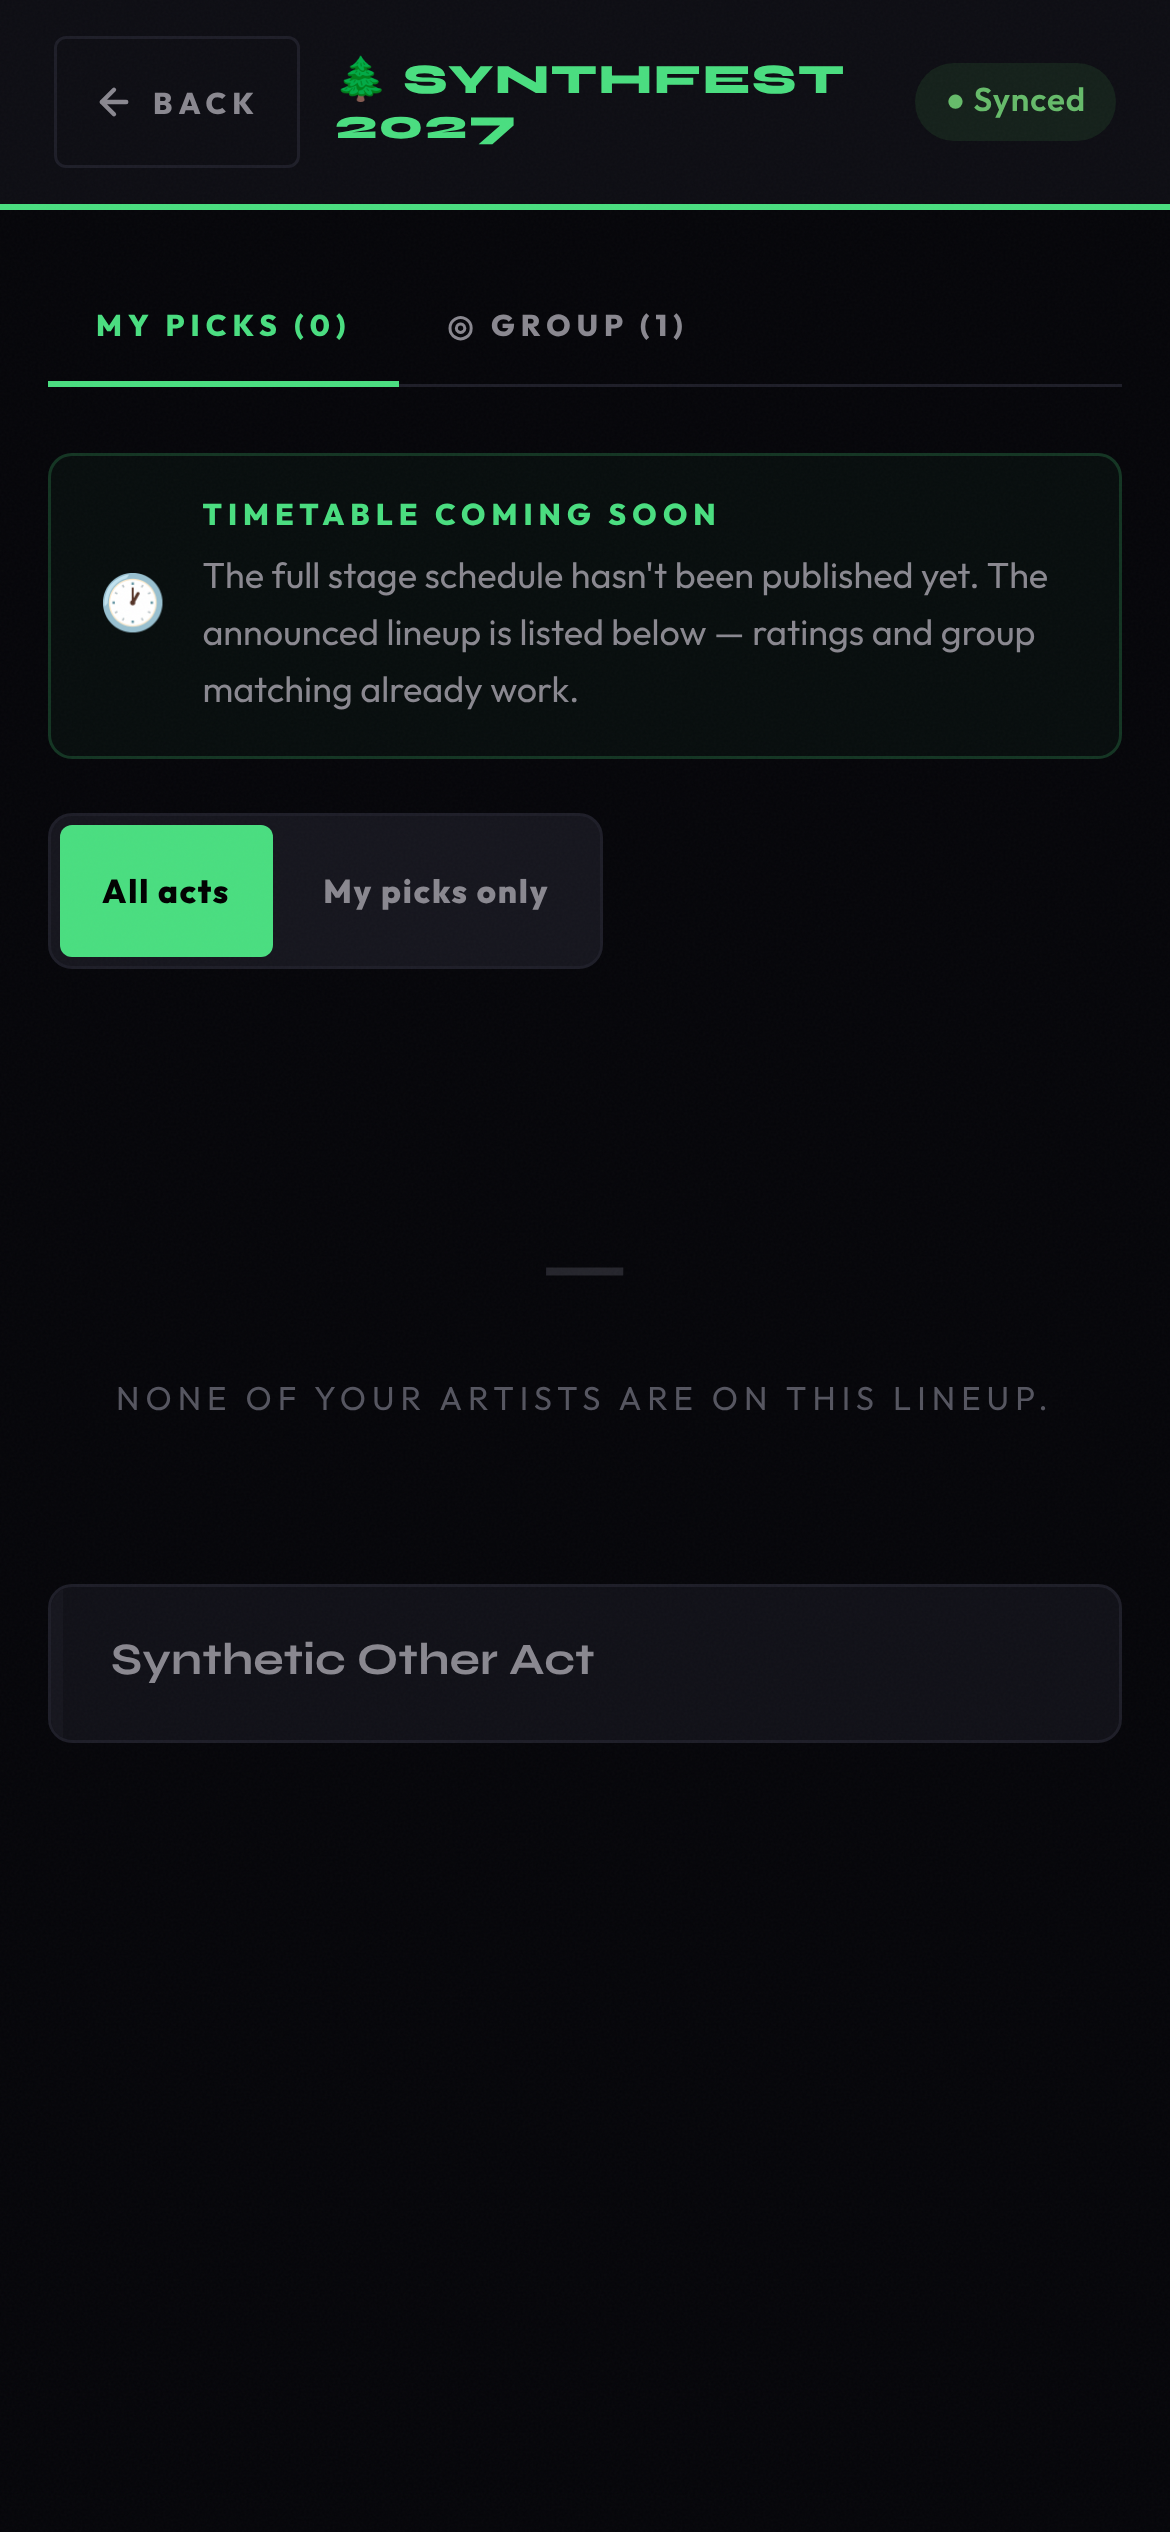 ← BACK
🌲 SYNTHFEST
2027
● Synced
MY PICKS (0)
◎ GROUP (1)
TIMETABLE COMING SOON
The full stage schedule hasn't been published yet. The
announced lineup is listed below — ratings and group
matching already work.
All acts
My picks only
—
NONE OF YOUR ARTISTS ARE ON THIS LINEUP.
Synthetic Other Act